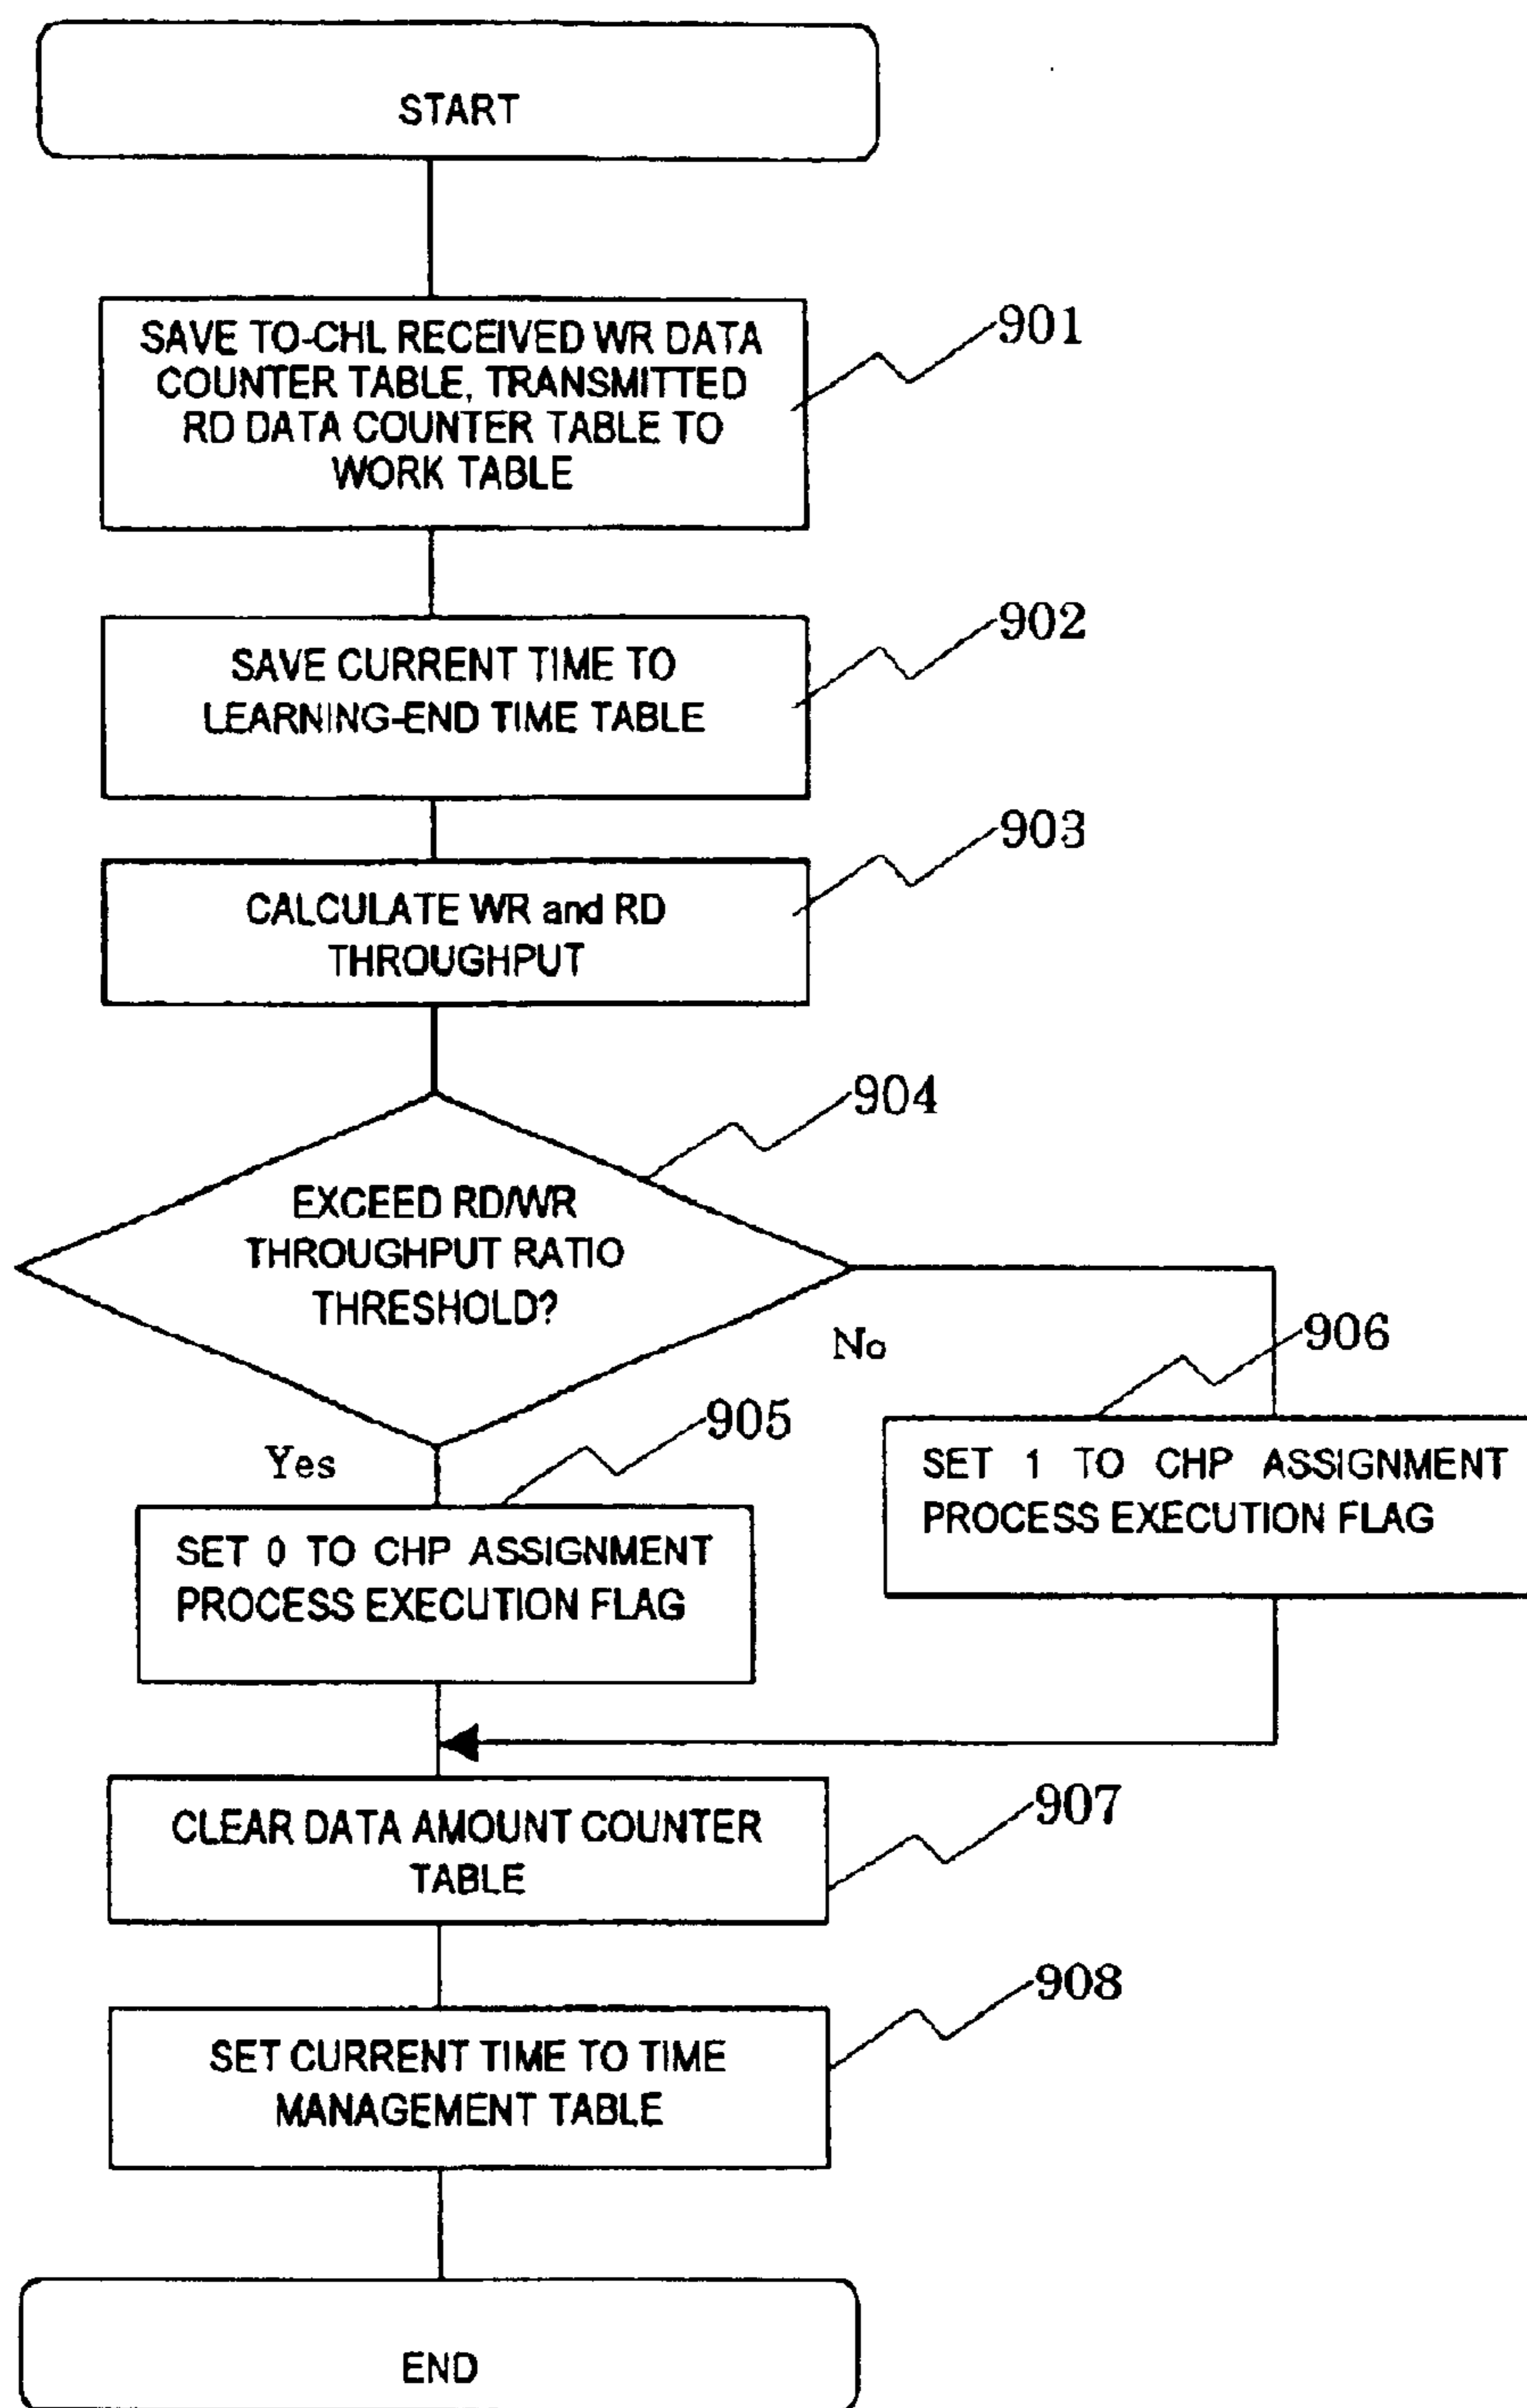 START
SAVE TO-CHL RECEIVED WR DATA
COUNTER TABLE, TRANSMITTED
RD DATA COUNTER TABLE TO
WORK TABLE
901
SAVE CURRENT TIME TO
LEARNING-END TIME TABLE
902
CALCULATE WR and RD
THROUGHPUT
903
EXCEED RD/WR
THROUGHPUT RATIO
THRESHOLD?
904
No
Yes
905
SET 0 TO CHP ASSIGNMENT
PROCESS EXECUTION FLAG
906
SET 1 TO CHP ASSIGNMENT
PROCESS EXECUTION FLAG
CLEAR DATA AMOUNT COUNTER
TABLE
907
SET CURRENT TIME TO TIME
MANAGEMENT TABLE
908
END